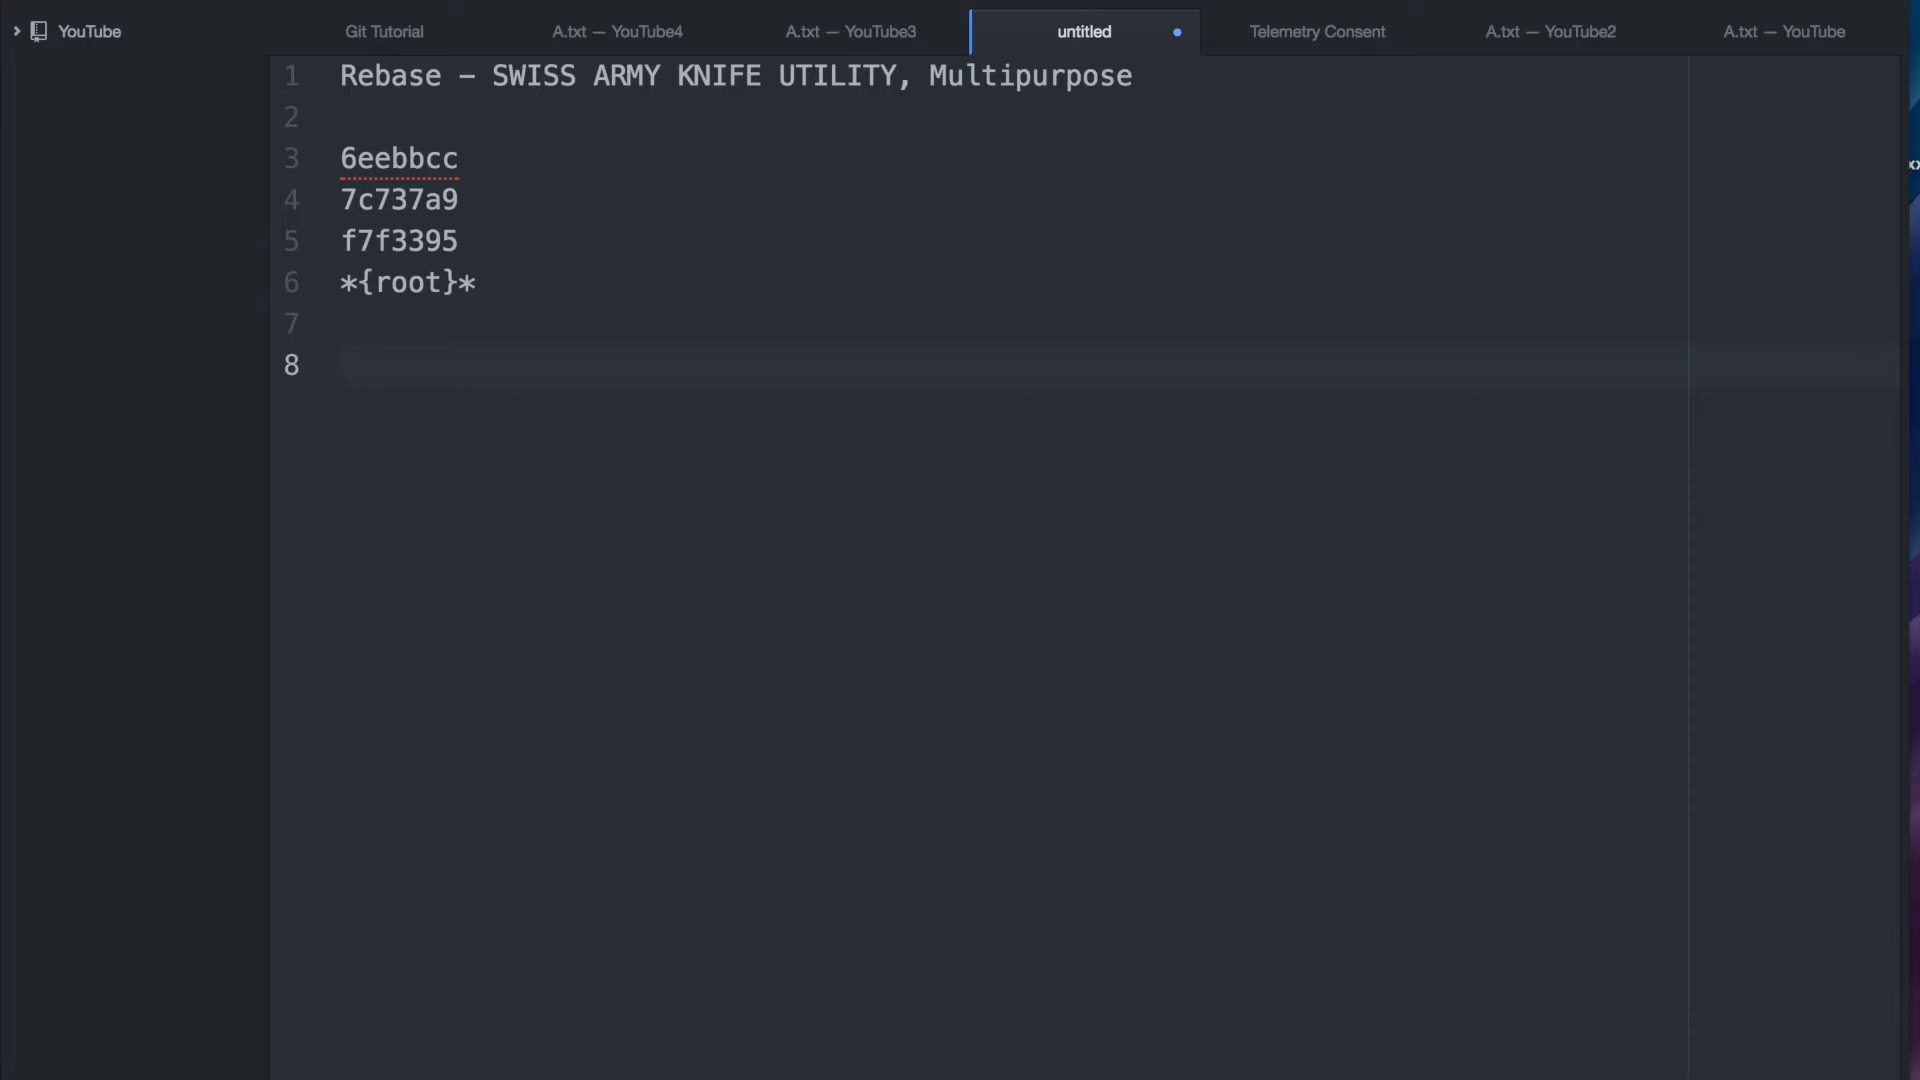 YouTube
Git Tutorial
A.txt — YouTube4
A.txt — YouTube3
untitled
Telemetry Consent
A.txt — YouTube2
A.txt — YouTube
1 Rebase – SWISS ARMY KNIFE UTILITY, Multipurpose
2
3 6eebbcc
4 7c737a9
5 f7f3395
6 *{root}*
7
8